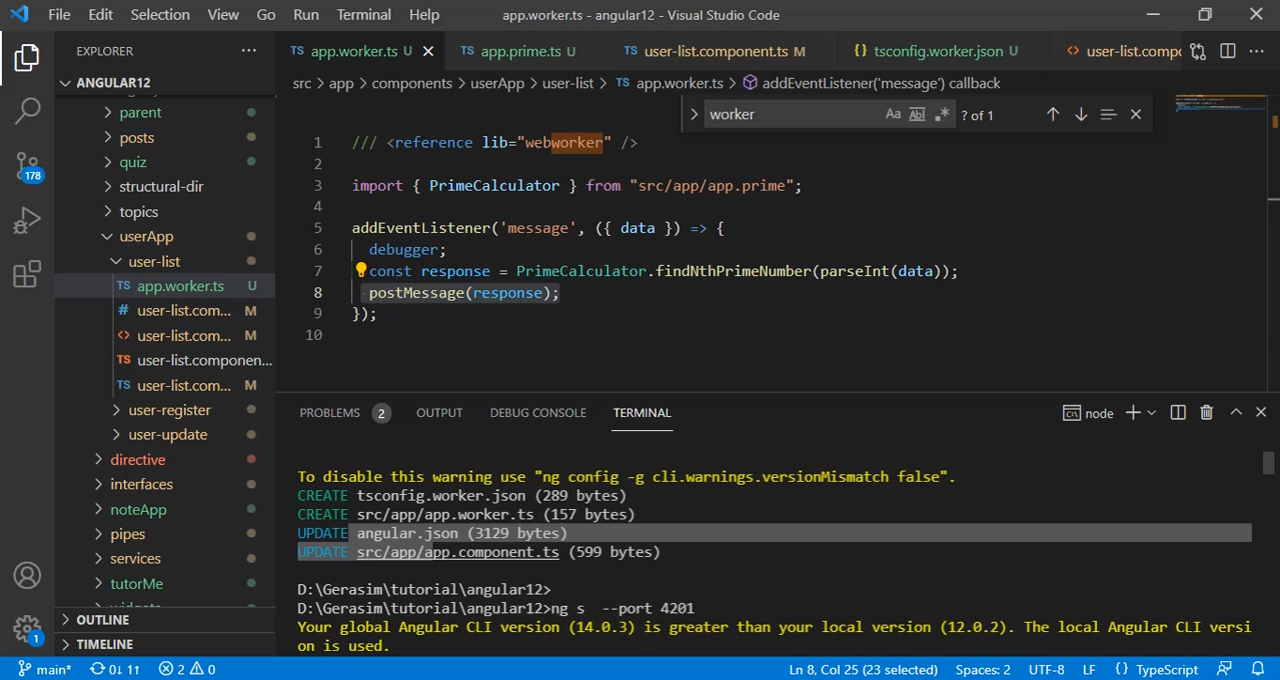 File Edit Selection View Go Run Terminal Help
app.worker.ts - angular12 - Visual Studio Code
EXPLORER ···
app.worker.ts U
TS app.prime.ts U
TS user-list.component.ts M
{} tsconfig.worker.json U
<> user-list.compo
ANGULAR12
src > app > components > userApp > user-list > TS app.worker.ts > addEventListener('message') callback
worker
Aa Ab .* ? of 1
parent
posts
quiz
structural-dir
topics
userApp
user-list
TS app.worker.ts U
# user-list.com... M
<> user-list.com... M
TS user-list.componen...
TS user-list.com... M
user-register
user-update
directive
interfaces
noteApp
pipes
services
tutorMe
OUTLINE
TIMELINE
178
1
1 /// <reference lib="webworker" />
2
3 import { PrimeCalculator } from "src/app/app.prime";
4
5 addEventListener('message', ({ data }) => {
6 debugger;
7 const response = PrimeCalculator.findNthPrimeNumber(parseInt(data));
8 postMessage(response);
9 });
10
PROBLEMS 2 OUTPUT DEBUG CONSOLE TERMINAL
node
To disable this warning use "ng config -g cli.warnings.versionMismatch false".
CREATE tsconfig.worker.json (289 bytes)
CREATE src/app/app.worker.ts (157 bytes)
UPDATE angular.json (3129 bytes)
UPDATE src/app/app.component.ts (599 bytes)
D:\Gerasim\tutorial\angular12>
D:\Gerasim\tutorial\angular12>ng s  --port 4201
Your global Angular CLI version (14.0.3) is greater than your local version (12.0.2). The local Angular CLI versi
on is used.
main* 0↓ 1↑ 2 0
Ln 8, Col 25 (23 selected) Spaces: 2 UTF-8 LF {} TypeScript